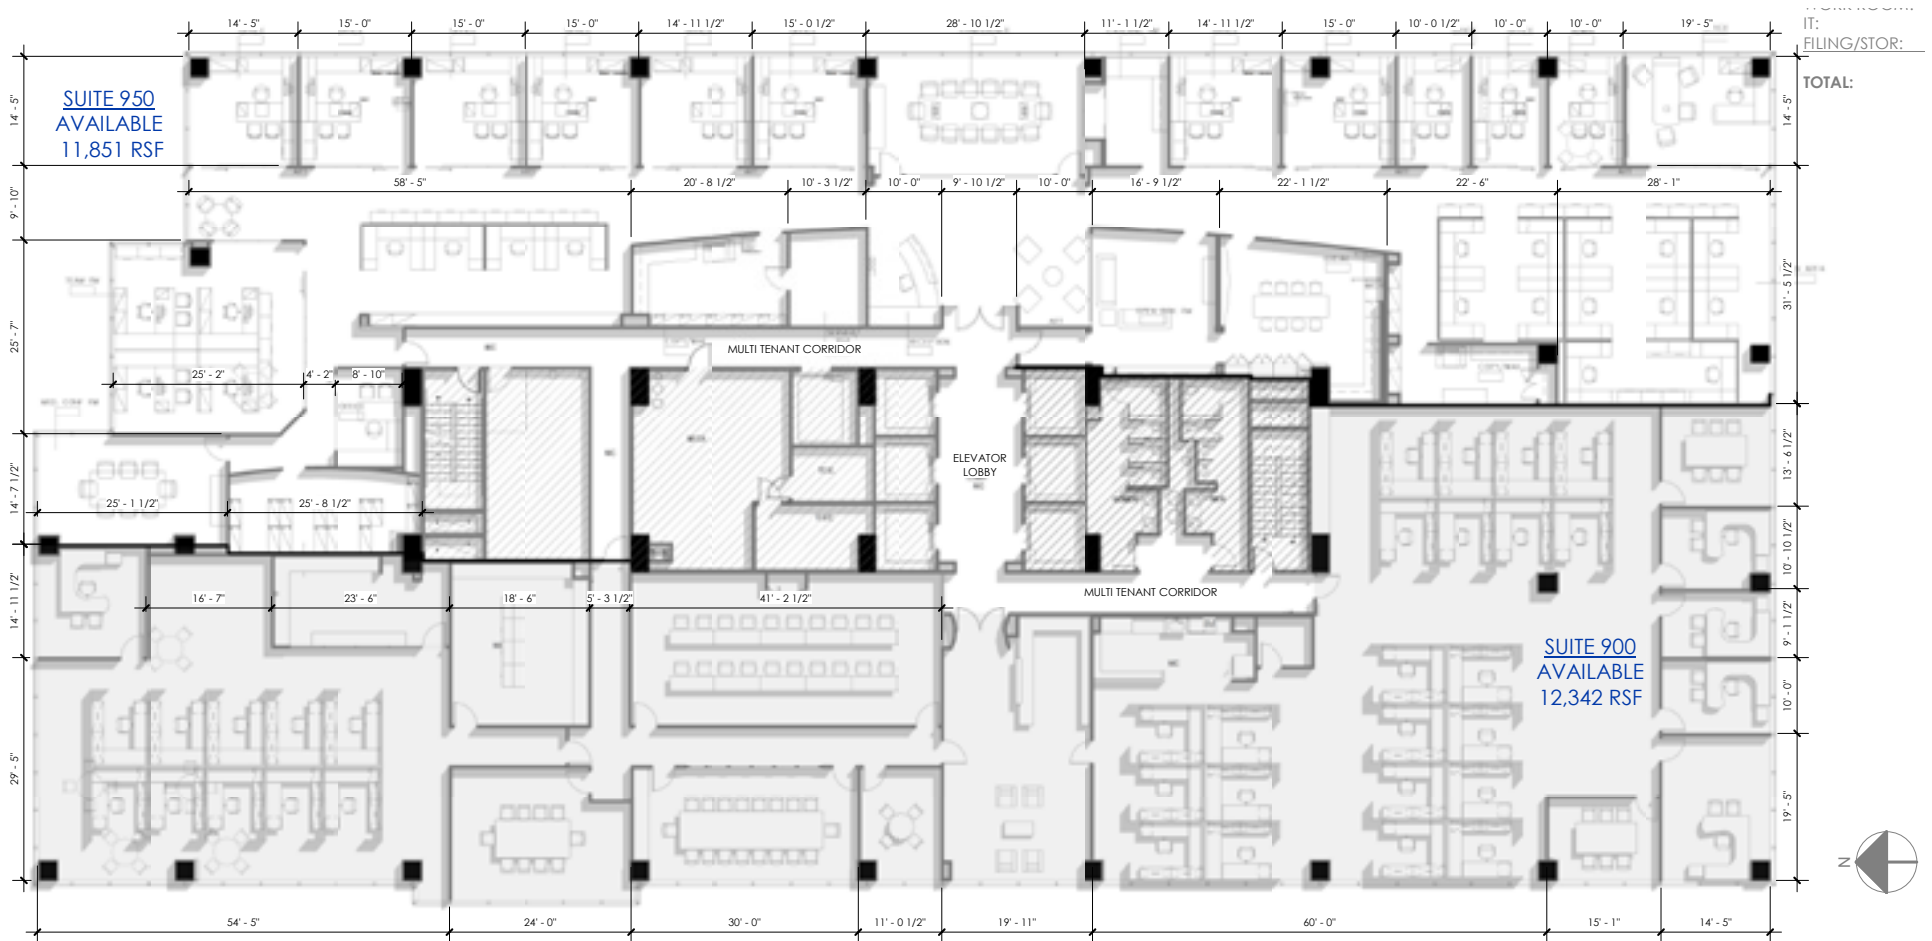 14' - 5"
15' - 0"
15' - 0"
15' - 0"
14' - 11 1/2"
15' - 0 1/2"
28' - 10 1/2"
11' - 1 1/2"
14' - 11 1/2"
15' - 0"
10' - 0 1/2"
10' - 0"
10' - 0"
19' - 5"
IT:
FILING/STOR:
TOTAL:
SUITE 950
AVAILABLE
11,851 RSF
14' - 5"
14' - 5"
58' - 5"
20' - 8 1/2"
10' - 3 1/2"
10' - 0"
9' - 10 1/2"
10' - 0"
16' - 9 1/2"
22' - 1 1/2"
22' - 6"
28' - 1"
9' - 10"
31' - 5 1/2"
25' - 7"
MULTI TENANT CORRIDOR
25' - 2"
4' - 2"
8' - 10"
ELEVATOR
LOBBY
13' - 6 1/2"
14' - 7 1/2"
25' - 1 1/2"
25' - 8 1/2"
10' - 10 1/2"
14' - 11 1/2"
16' - 7"
23' - 6"
18' - 6"
5' - 3 1/2"
41' - 2 1/2"
MULTI TENANT CORRIDOR
9' - 1 1/2"
SUITE 900
AVAILABLE
12,342 RSF
10' - 0"
29' - 5"
19' - 5"
N
54' - 5"
24' - 0"
30' - 0"
11' - 0 1/2"
19' - 11"
60' - 0"
15' - 1"
14' - 5"